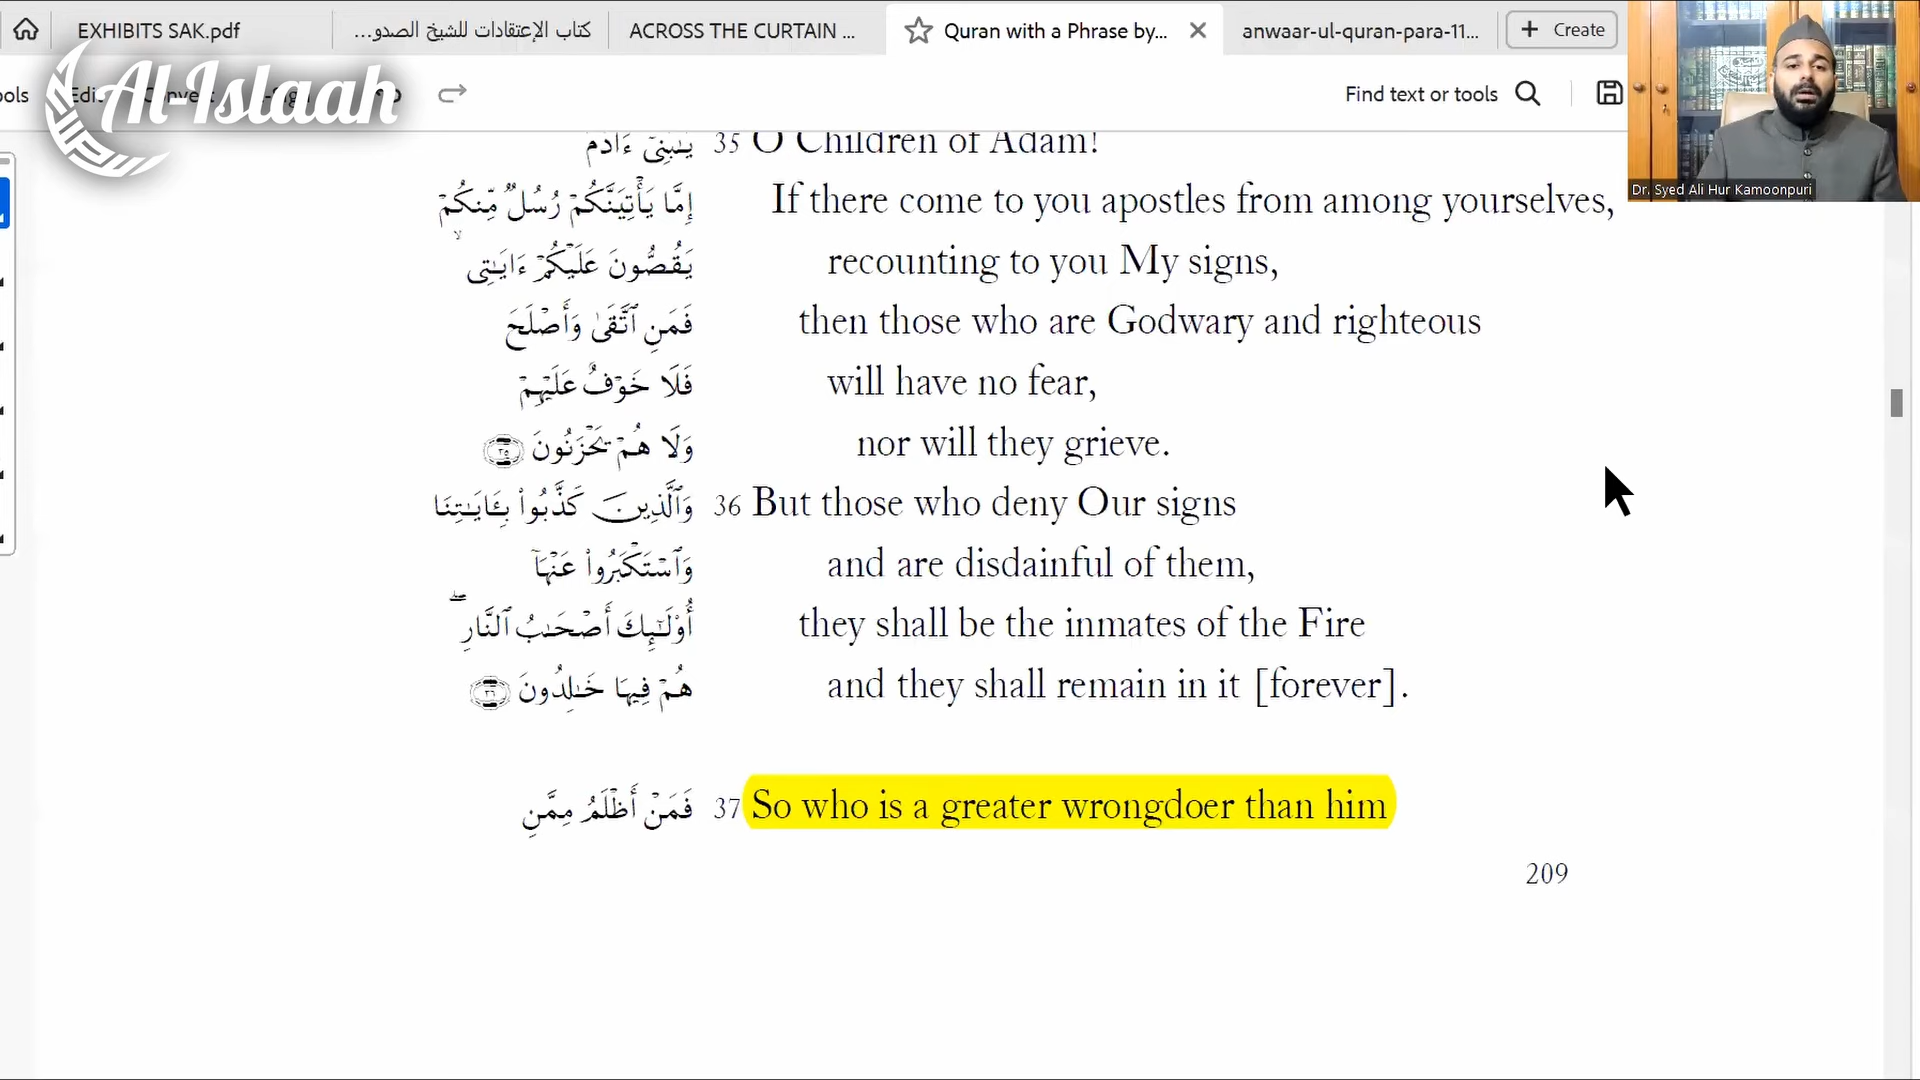 EXHIBITS SAK.pdf
كتاب الإعتقادات للشيخ الصدو...
ACROSS THE CURTAIN ...
Quran with a Phrase by...
anwaar-ul-quran-para-11...
Create
Al-Islaah
Find text or tools
Dr. Syed Ali Hur Kamoonpuri
يَـٰبَنِىٓ ءَادَمَ 35 O Children of Adam!
إِمَّا يَأْتِيَنَّكُمْ رُسُلٌ مِّنكُمْ If there come to you apostles from among yourselves,
يَقُصُّونَ عَلَيْكُمْ ءَايَـٰتِى ۙ recounting to you My signs,
فَمَنِ ٱتَّقَىٰ وَأَصْلَحَ then those who are Godwary and righteous
فَلَا خَوْفٌ عَلَيْهِمْ will have no fear,
وَلَا هُمْ يَحْزَنُونَ ٣٥ nor will they grieve.
وَٱلَّذِينَ كَذَّبُوا۟ بِـَٔايَـٰتِنَا 36 But those who deny Our signs
وَٱسْتَكْبَرُوا۟ عَنْهَآ and are disdainful of them,
أُو۟لَـٰٓئِكَ أَصْحَـٰبُ ٱلنَّارِ ۖ they shall be the inmates of the Fire
هُمْ فِيهَا خَـٰلِدُونَ ٣٦ and they shall remain in it [forever].
فَمَنْ أَظْلَمُ مِمَّنِ 37 So who is a greater wrongdoer than him
209